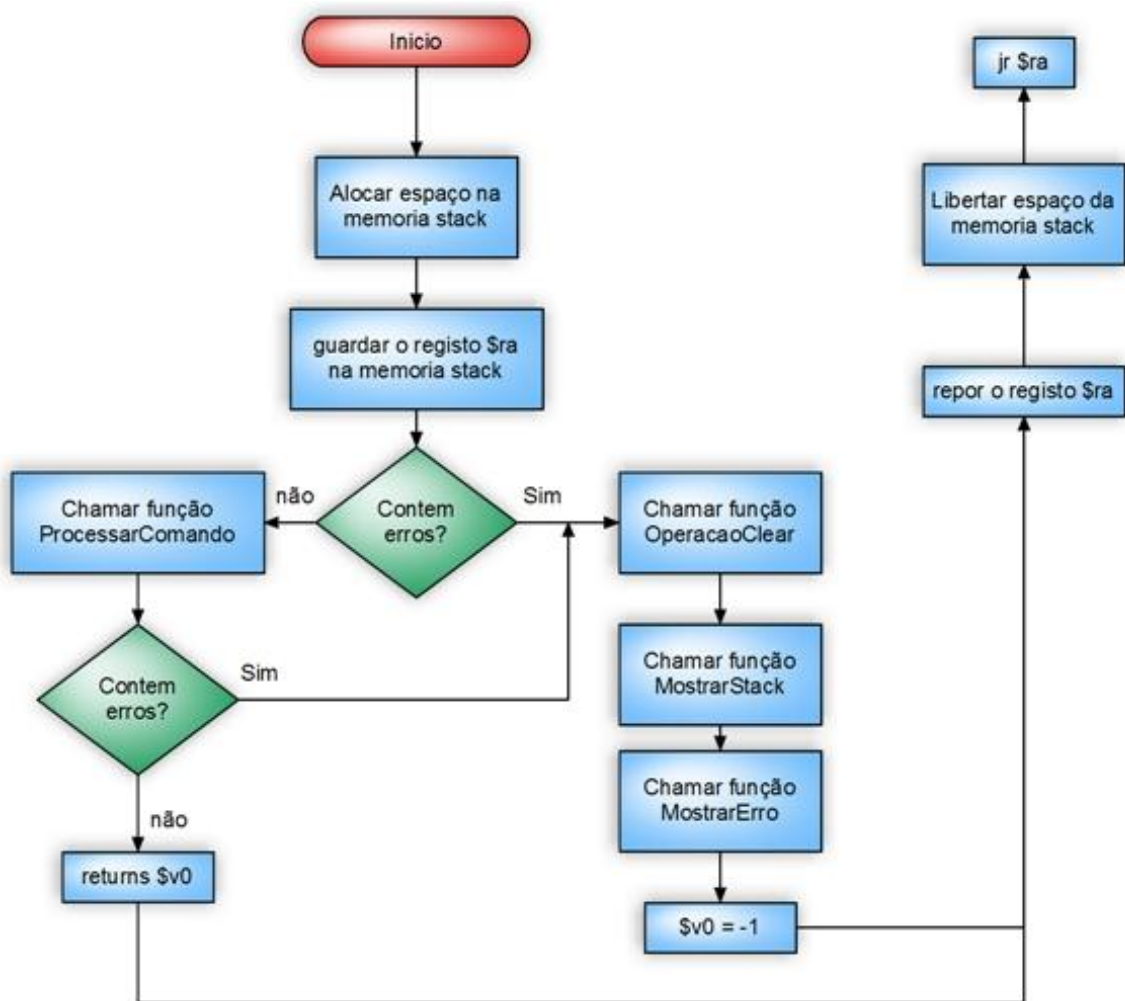 Inicio
Alocar espaço na
memoria stack
guardar o registo $ra
na memoria stack
Contem
erros?
não
Sim
Chamar função
ProcessarComando
Contem
erros?
Sim
não
returns $v0
Chamar função
OperacaoClear
Chamar função
MostrarStack
Chamar função
MostrarErro
$v0 = -1
repor o registo $ra
Libertar espaço da
memoria stack
jr $ra